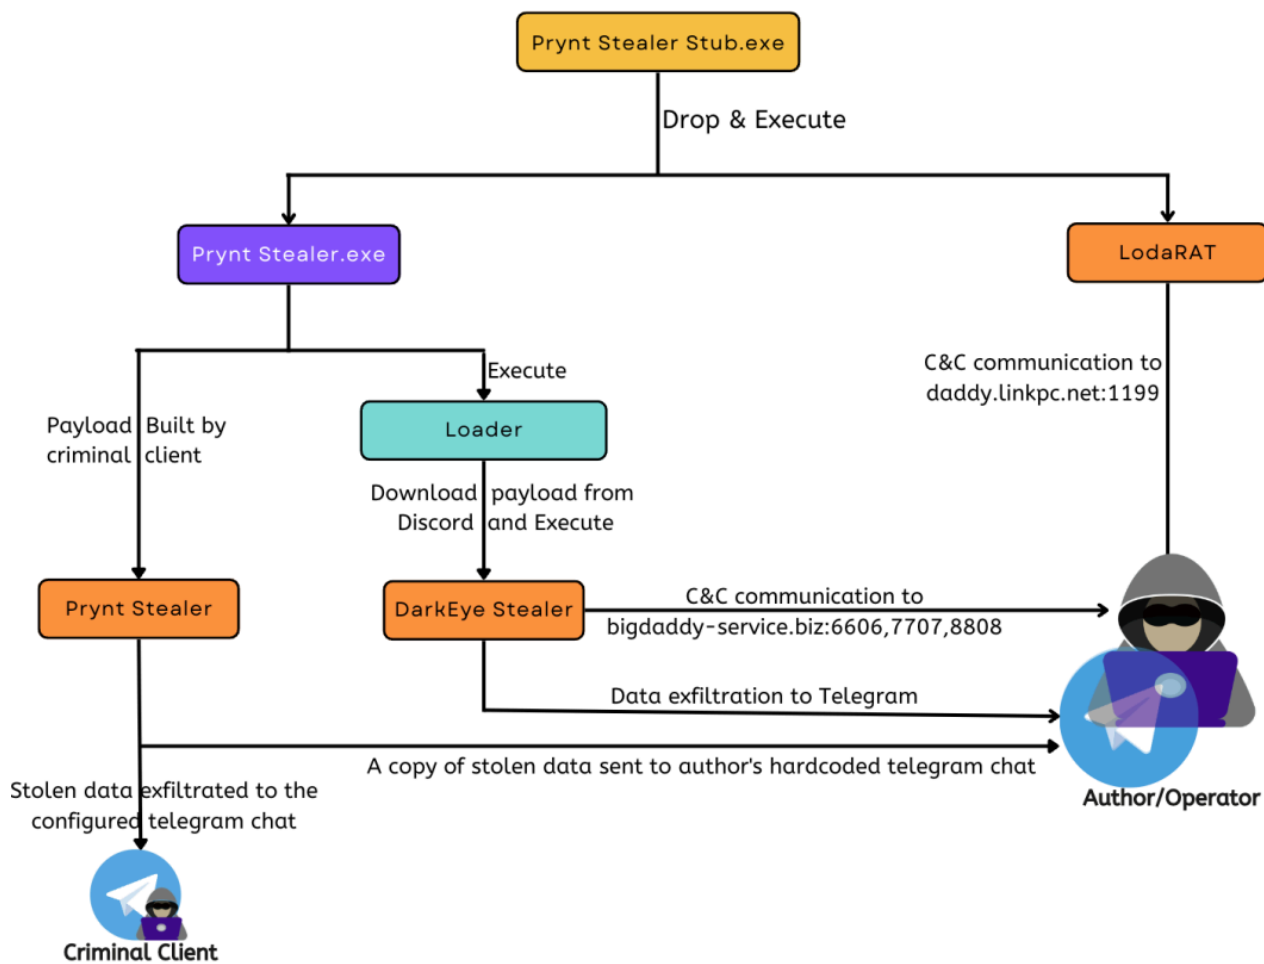 Prynt Stealer Stub.exe
Drop & Execute
Prynt Stealer.exe
LodaRAT
C&C communication to
daddy.linkpc.net:1199
Execute
Loader
Payload Built by
criminal client
Download payload from
Discord and Execute
Prynt Stealer
DarkEye Stealer
C&C communication to
bigdaddy-service.biz:6606,7707,8808
Data exfiltration to Telegram
A copy of stolen data sent to author's hardcoded telegram chat
Author/Operator
Stolen data exfiltrated to the
configured telegram chat
Criminal Client